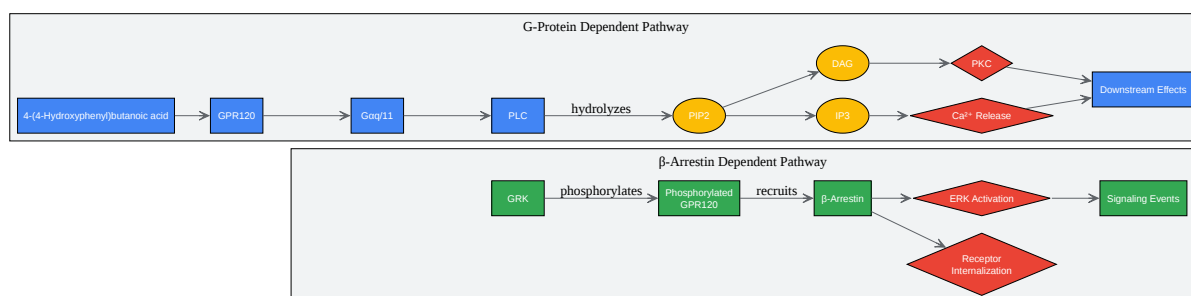 G-Protein Dependent Pathway
DAG
PKC
Downstream Effects
4-(4-Hydroxyphenyl)butanoic acid
GPR120
Gαq/11
PLC
hydrolyzes
PIP2
IP3
Ca²⁺ Release
β-Arrestin Dependent Pathway
GRK
phosphorylates
Phosphorylated
GPR120
recruits
β-Arrestin
ERK Activation
Signaling Events
Receptor
Internalization